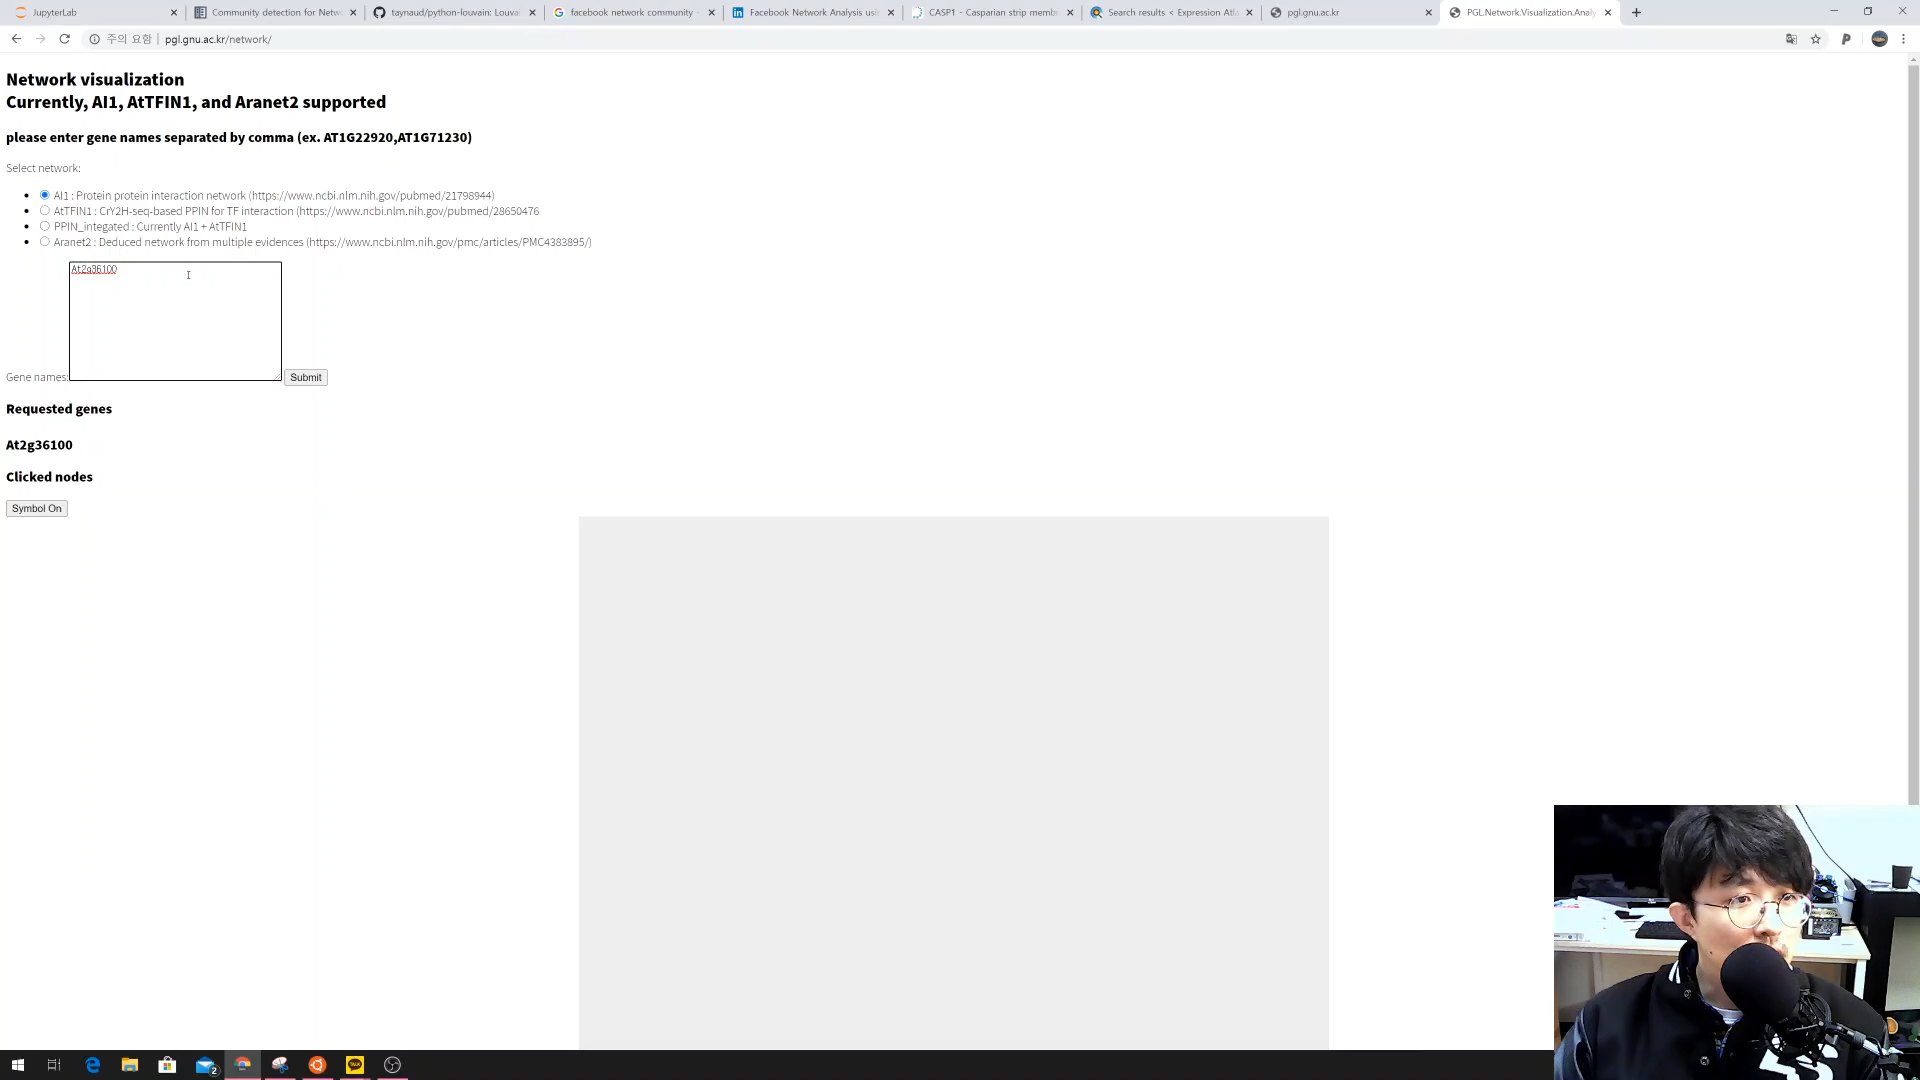 JupyterLab
Community detection for Netw
taynaud/python-louvain: Louva
facebook network community -
Facebook Network Analysis usi
CASP1 - Casparian strip memb
Search results < Expression Atla
pgl.gnu.ac.kr
PGL.Network.Visualization.Analy
주의 요함 | pgl.gnu.ac.kr/network/
Network visualization
Currently, AI1, AtTFIN1, and Aranet2 supported
please enter gene names separated by comma (ex. AT1G22920,AT1G71230)
Select network:
AI1 : Protein protein interaction network (https://www.ncbi.nlm.nih.gov/pubmed/21798944)
AtTFIN1 : CrY2H-seq-based PPIN for TF interaction (https://www.ncbi.nlm.nih.gov/pubmed/28650476
PPIN_integated : Currently AI1 + AtTFIN1
Aranet2 : Deduced network from multiple evidences (https://www.ncbi.nlm.nih.gov/pmc/articles/PMC4383895/)
At2g36100
Gene names:
Submit
Requested genes
At2g36100
Clicked nodes
Symbol On
2
TALK